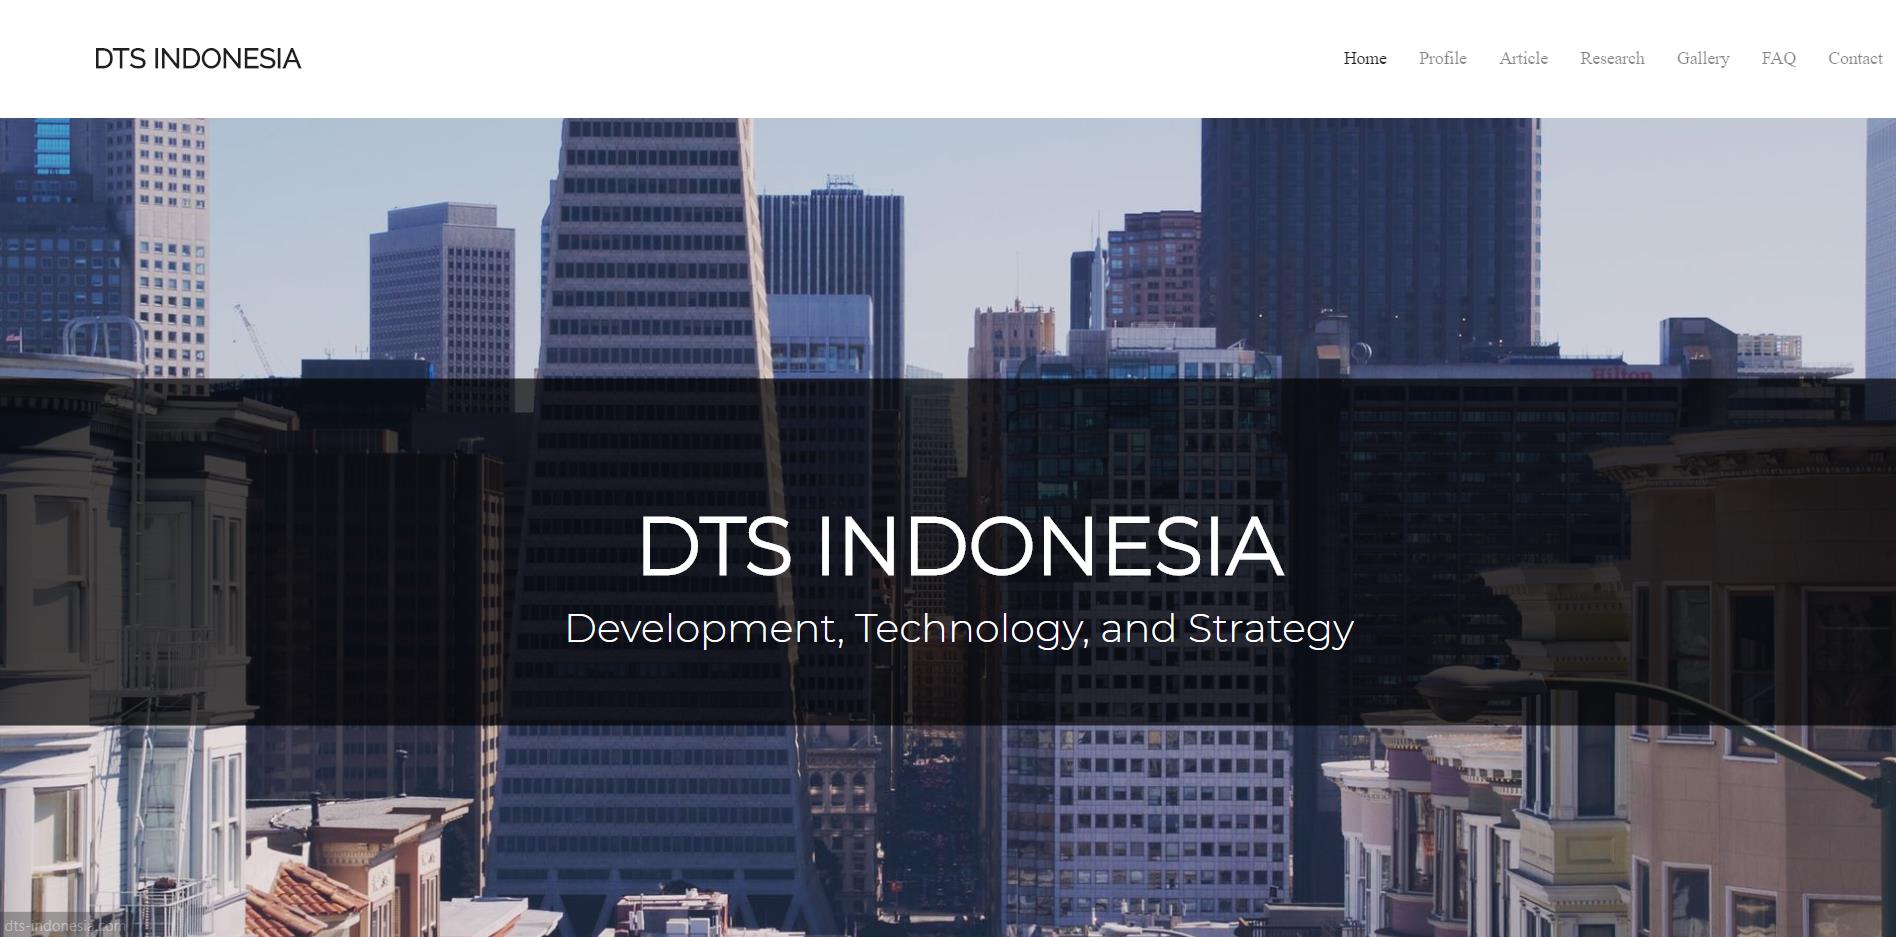 DTS INDONESIA
Home Profile Article Research Gallery FAQ Contact
Hilton
DTS INDONESIA
Development, Technology, and Strategy
dts-indonesia.com